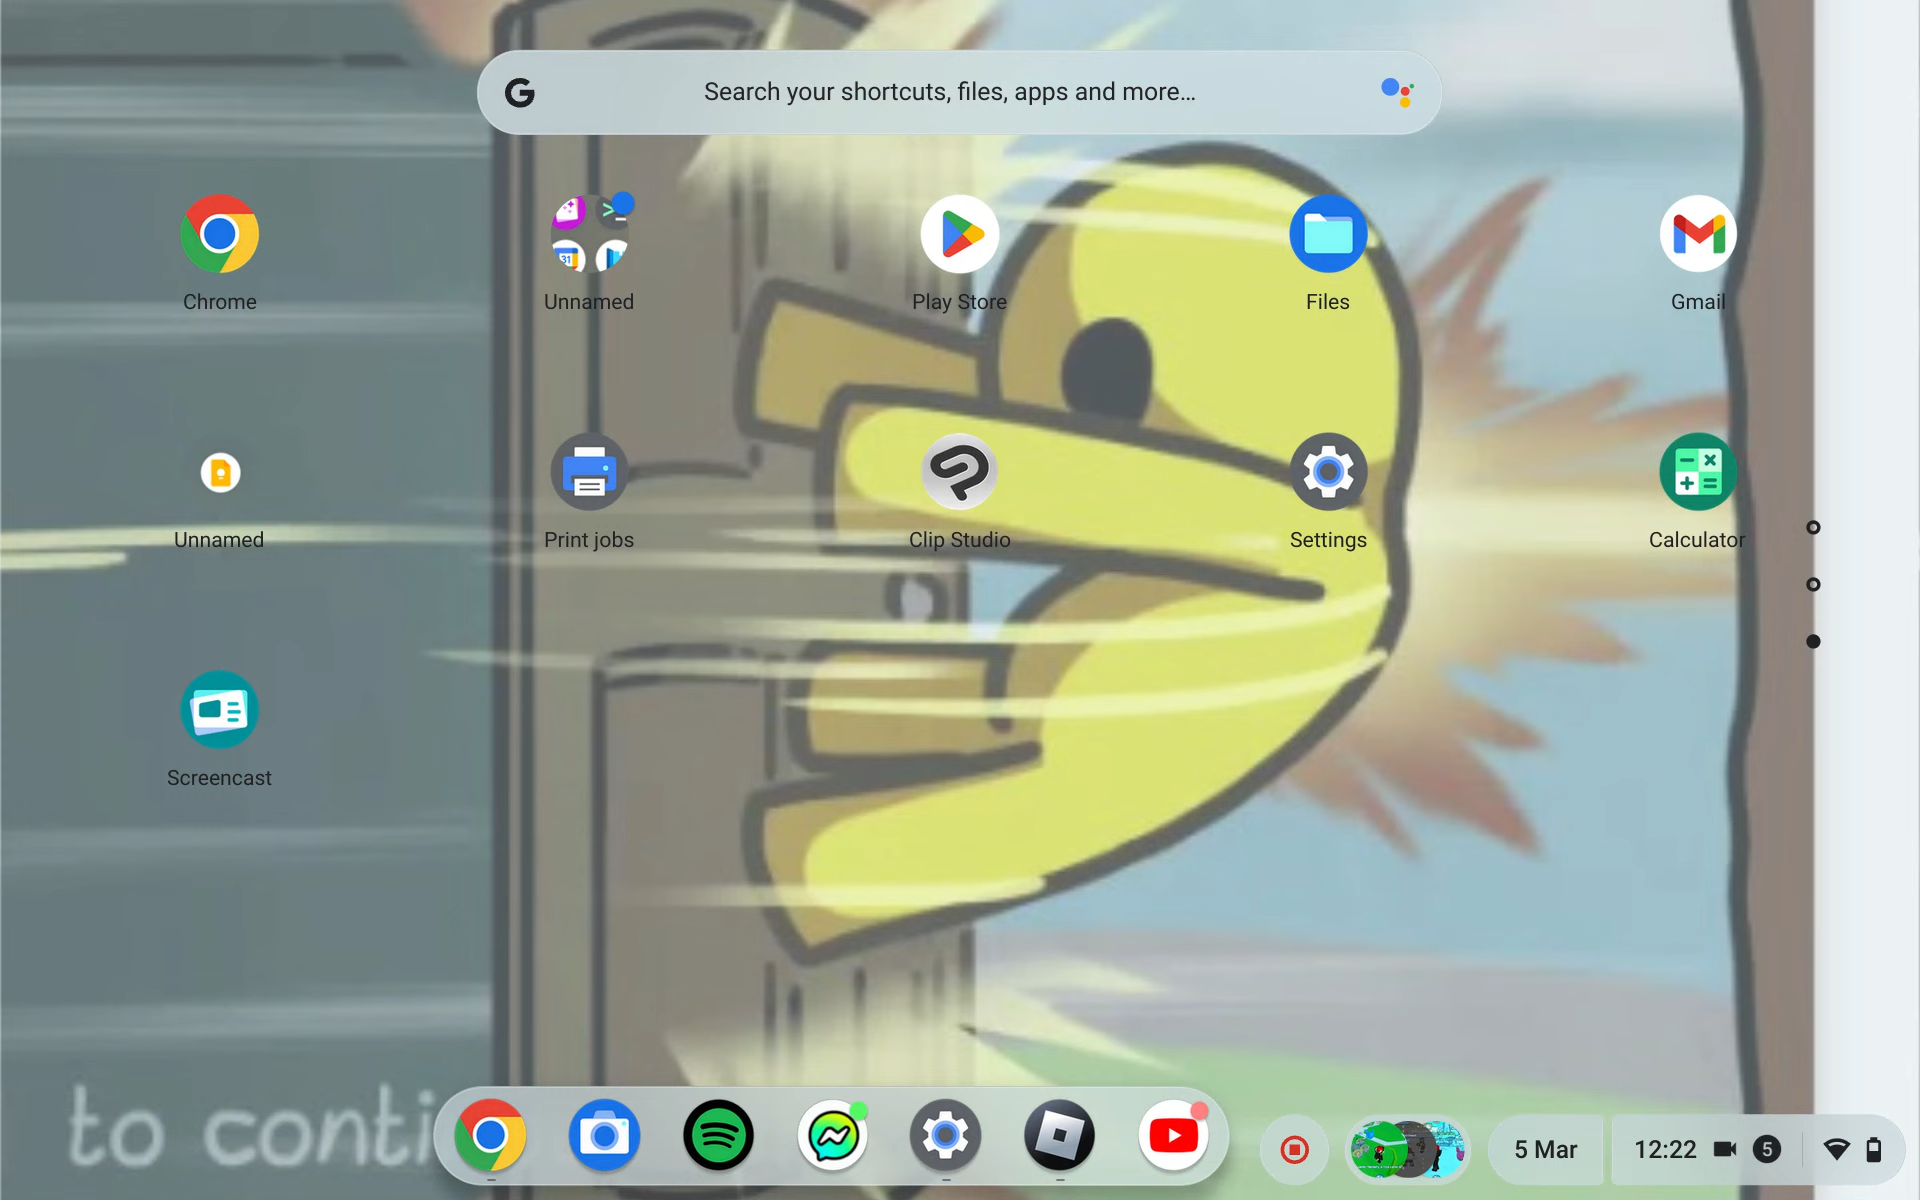 Search your shortcuts, files, apps and more...
Chrome
Unnamed
Play Store
Files
Gmail
31
Unnamed
Print jobs
Clip Studio
Settings
Calculator
Screencast
to conti
5 Mar
12:22
5